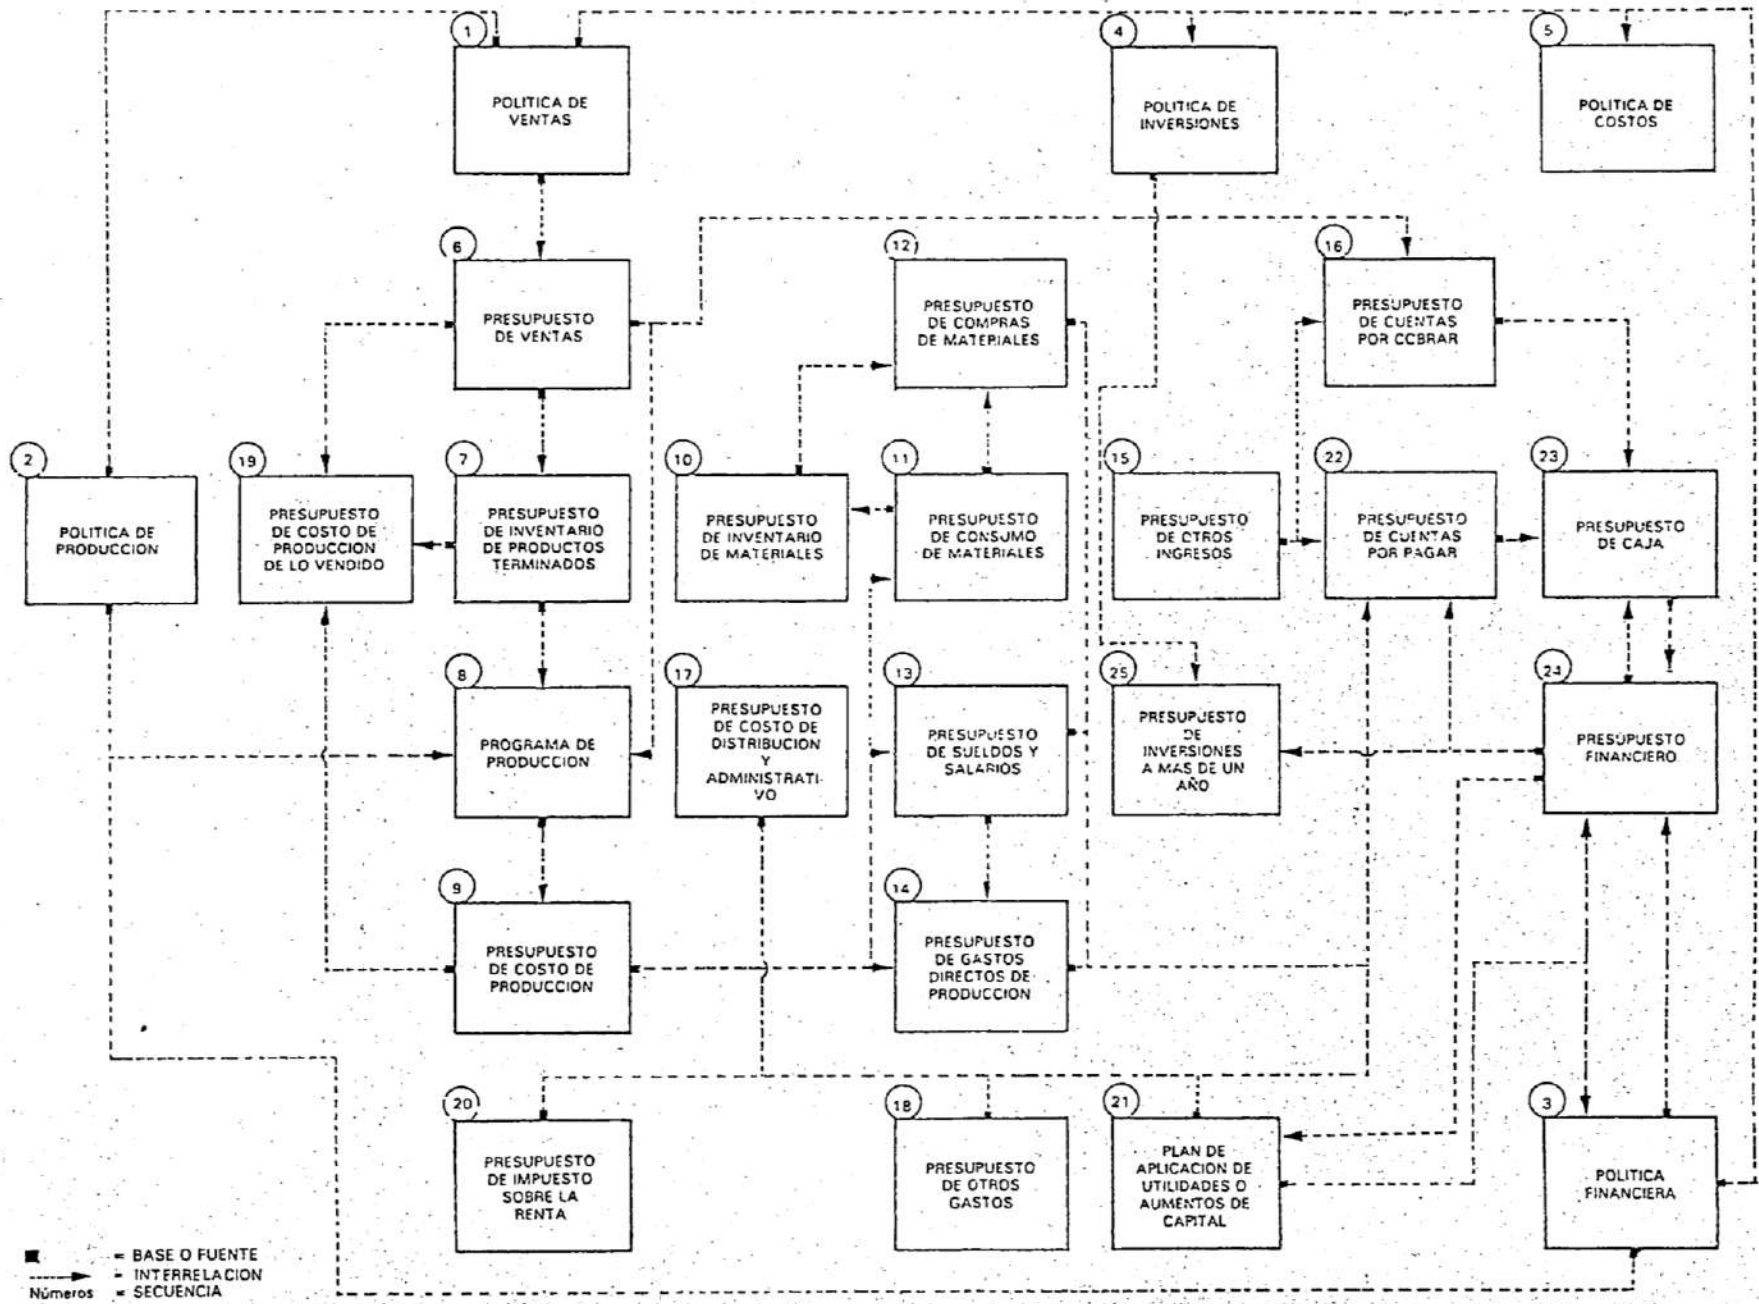 1
POLITICA DE
VENTAS
4
POLITICA DE
INVERSIONES
5
POLITICA DE
COSTOS
6
PRESUPUESTO
DE VENTAS
12
PRESUPUESTO
DE COMPRAS
DE MATERIALES
16
PRESUPUESTO
DE CUENTAS
POR COBRAR
2
POLITICA DE
PRODUCCION
19
PRESUPUESTO
DE COSTO DE
PRODUCCION
DE LO VENDIDO
7
PRESUPUESTO
DE INVENTARIO
DE PRODUCTOS
TERMINADOS
10
PRESUPUESTO
DE INVENTARIO
DE MATERIALES
11
PRESUPUESTO
DE CONSUMO
DE MATERIALES
15
PRESUPUESTO
DE OTROS
INGRESOS
22
PRESUPUESTO
DE CUENTAS
POR PAGAR
23
PRESUPUESTO
DE CAJA
8
PROGRAMA DE
PRODUCCION
17
PRESUPUESTO
DE COSTO DE
DISTRIBUCION
Y
ADMINISTRATI-
VO
13
PRESUPUESTO
DE SUELDOS Y
SALARIOS
25
PRESUPUESTO
DE
INVERSIONES
A MAS DE UN
AÑO
24
PRESUPUESTO
FINANCIERO
9
PRESUPUESTO
DE COSTO DE
PRODUCCION
14
PRESUPUESTO
DE GASTOS
DIRECTOS DE
PRODUCCION
20
PRESUPUESTO
DE IMPUESTO
SOBRE LA
RENTA
18
PRESUPUESTO
DE OTROS
GASTOS
21
PLAN DE
APLICACION DE
UTILIDADES O
AUMENTOS DE
CAPITAL
3
POLITICA
FINANCIERA
= BASE O FUENTE
= INTERRELACION
Números = SECUENCIA